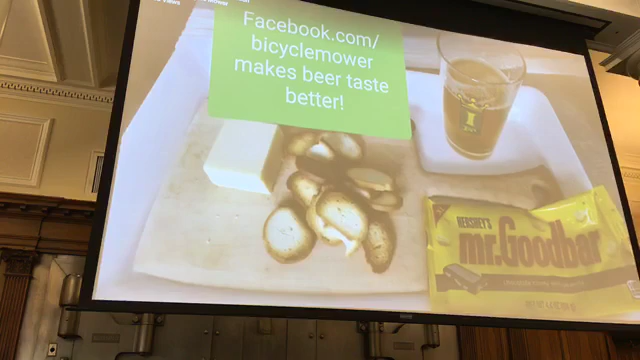 Facebook.com/
bicyclemower
makes beer taste
better!
HERSHEY'S
mr.Goodbar